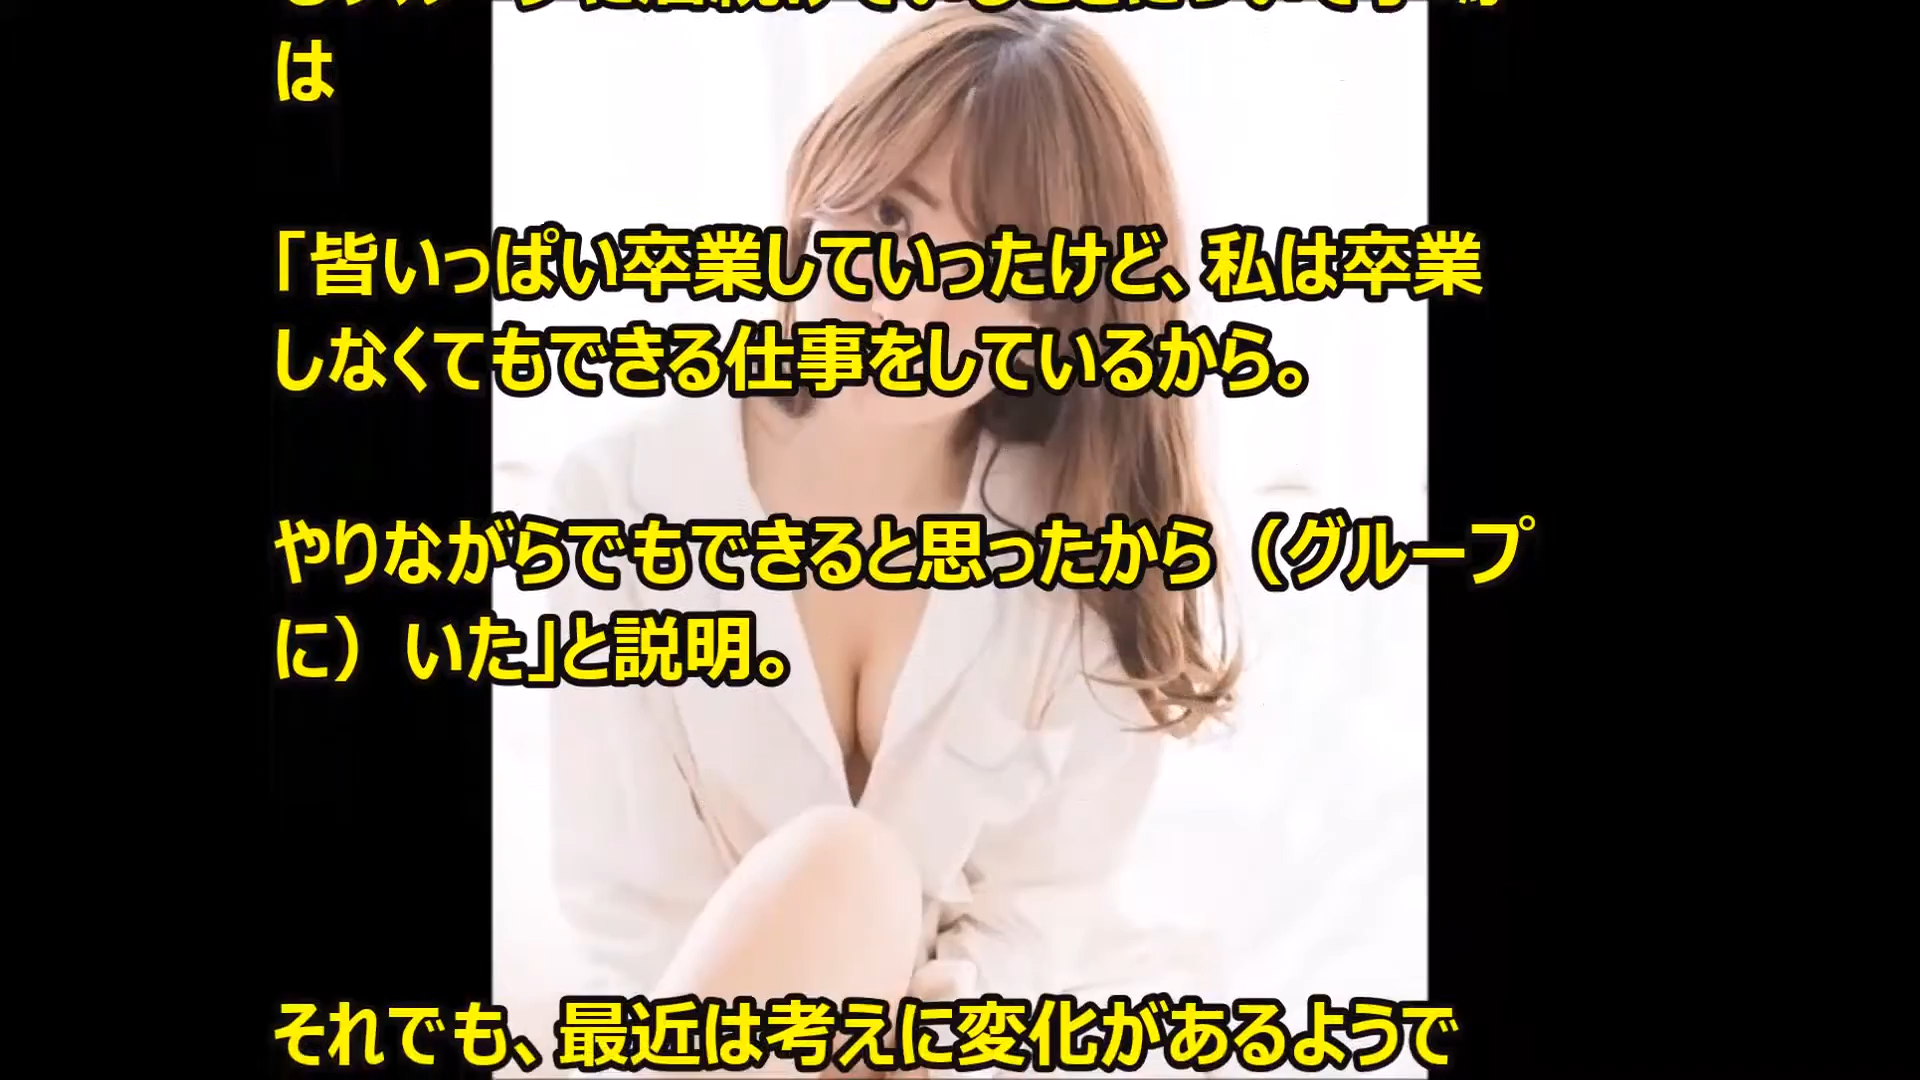 は
「皆いっぱい卒業していったけど、私は卒業
しなくてもできる仕事をしているから。
やりながらでもできると思ったから（グループ
に）いた」と説明。
それでも、最近は考えに変化があるようで